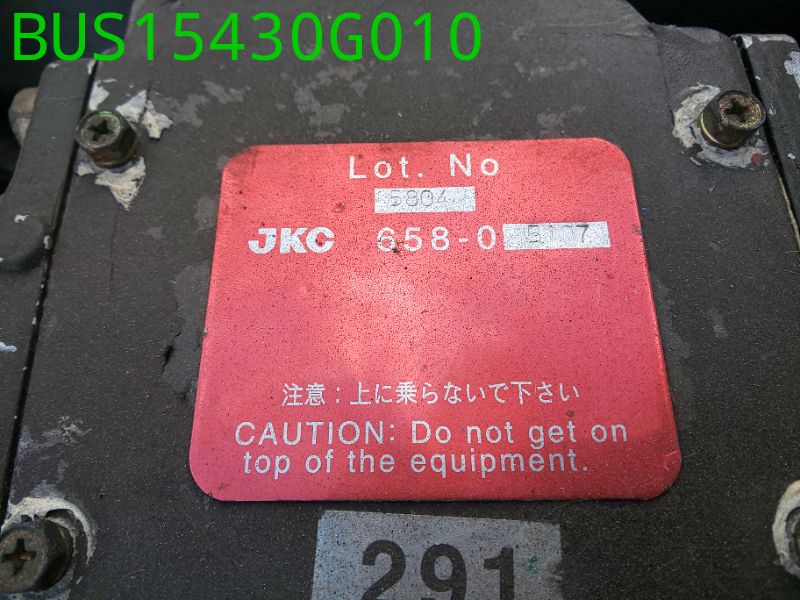 BUS15430G010
Lot. No
5804
JKC 658-0 5107
注意：上に乗らないで下さい
CAUTION: Do not get on
top of the equipment.
291